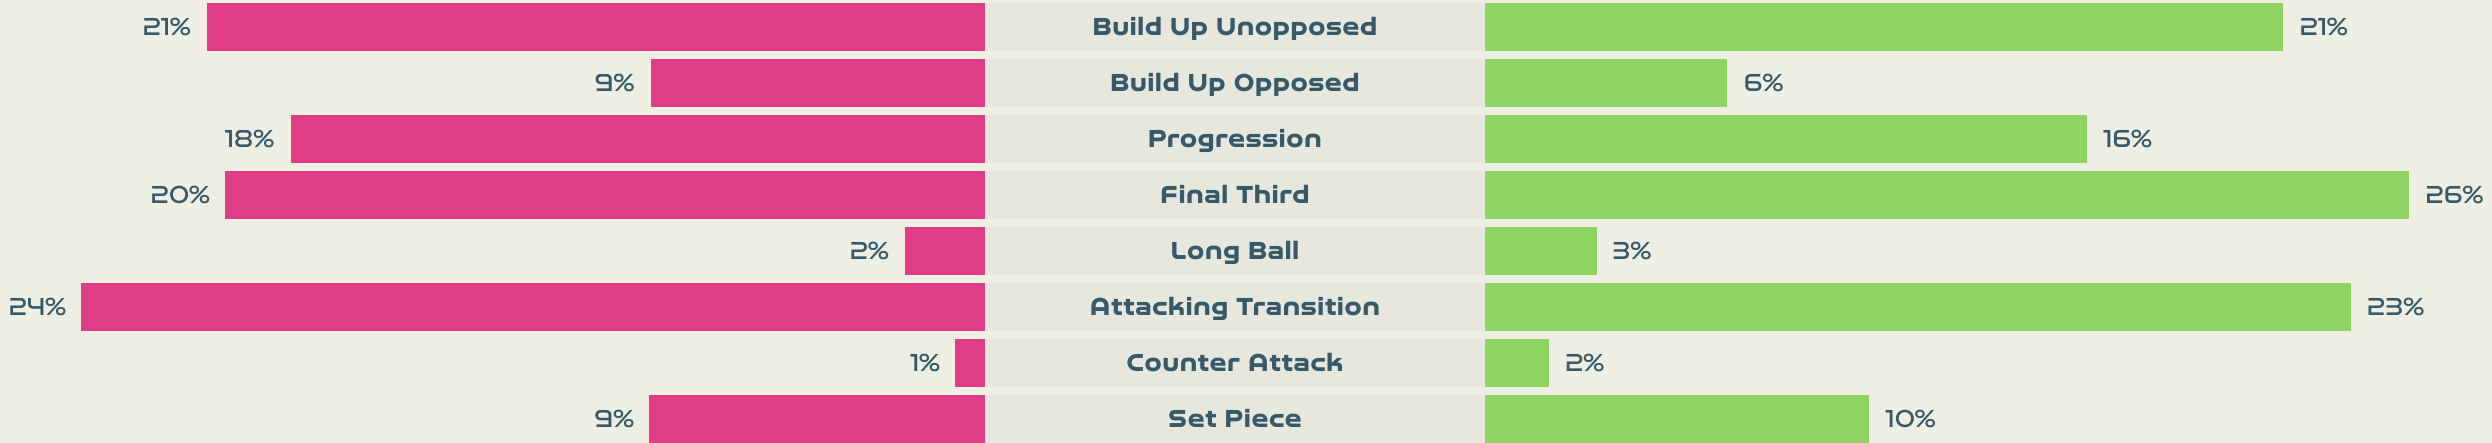 21% Build Up Unopposed 21%
9% Build Up Opposed 6%
18% Progression 16%
20% Final Third 26%
2% Long Ball 3%
24% Attacking Transition 23%
1% Counter Attack 2%
9% Set Piece 10%